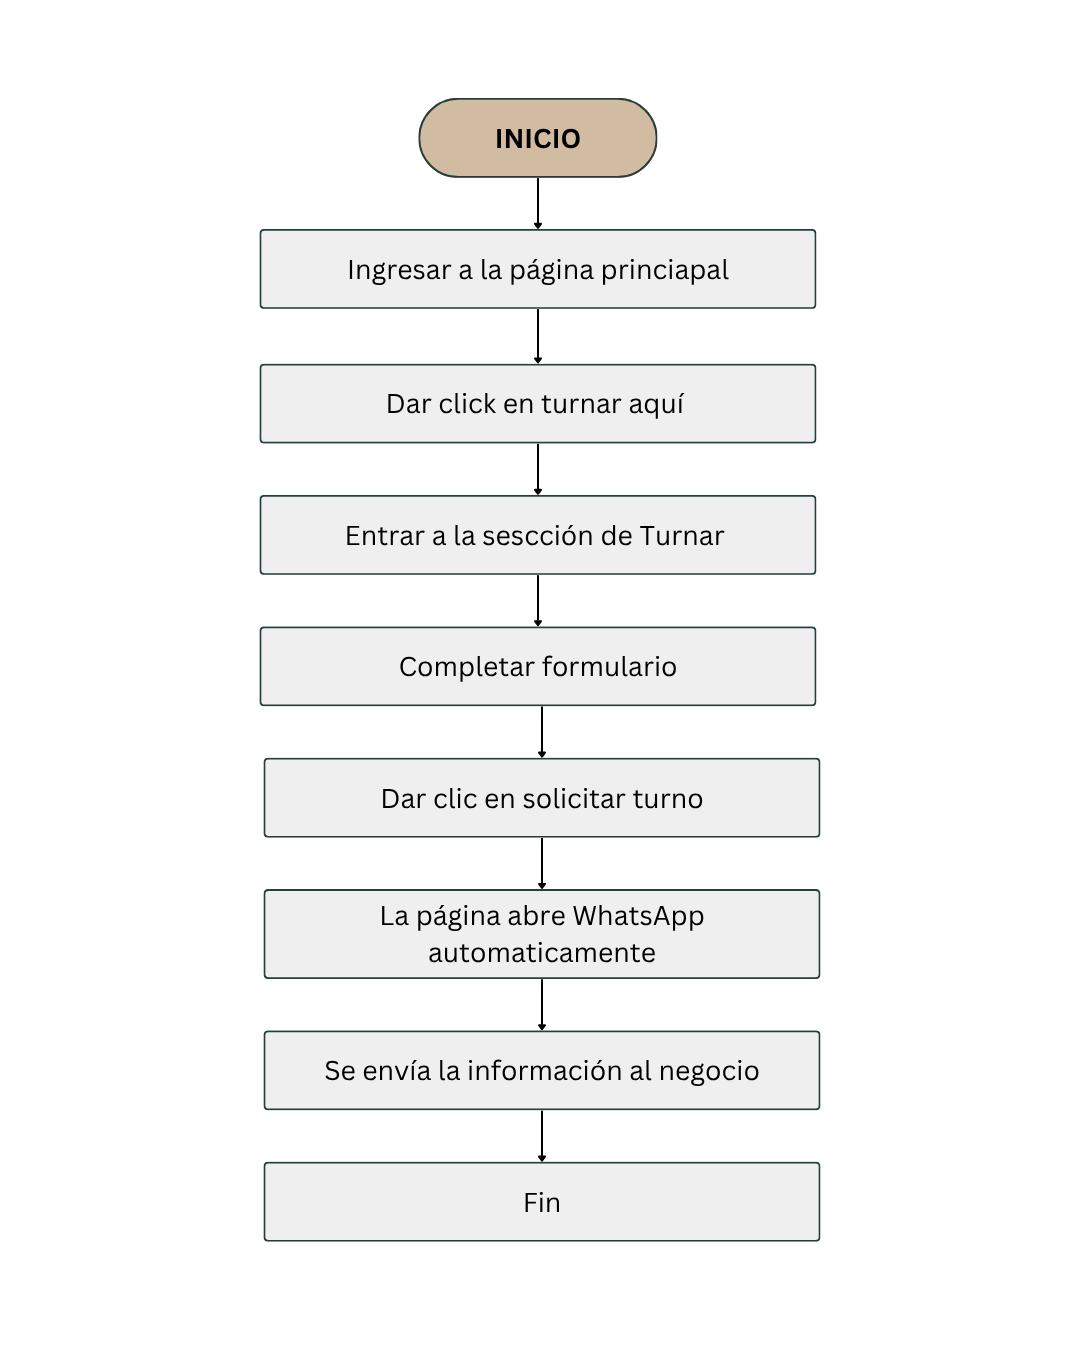 INICIO
Ingresar a la página princiapal
Dar click en turnar aquí
Entrar a la sescción de Turnar
Completar formulario
Dar clic en solicitar turno
La página abre WhatsApp
automaticamente
Se envía la información al negocio
Fin